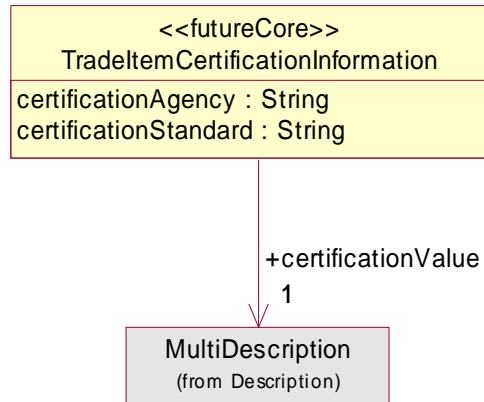 <<futureCore>>
TradeItemCertificationInformation
certificationAgency : String
certificationStandard : String
+certificationValue
1
MultiDescription
(from Description)